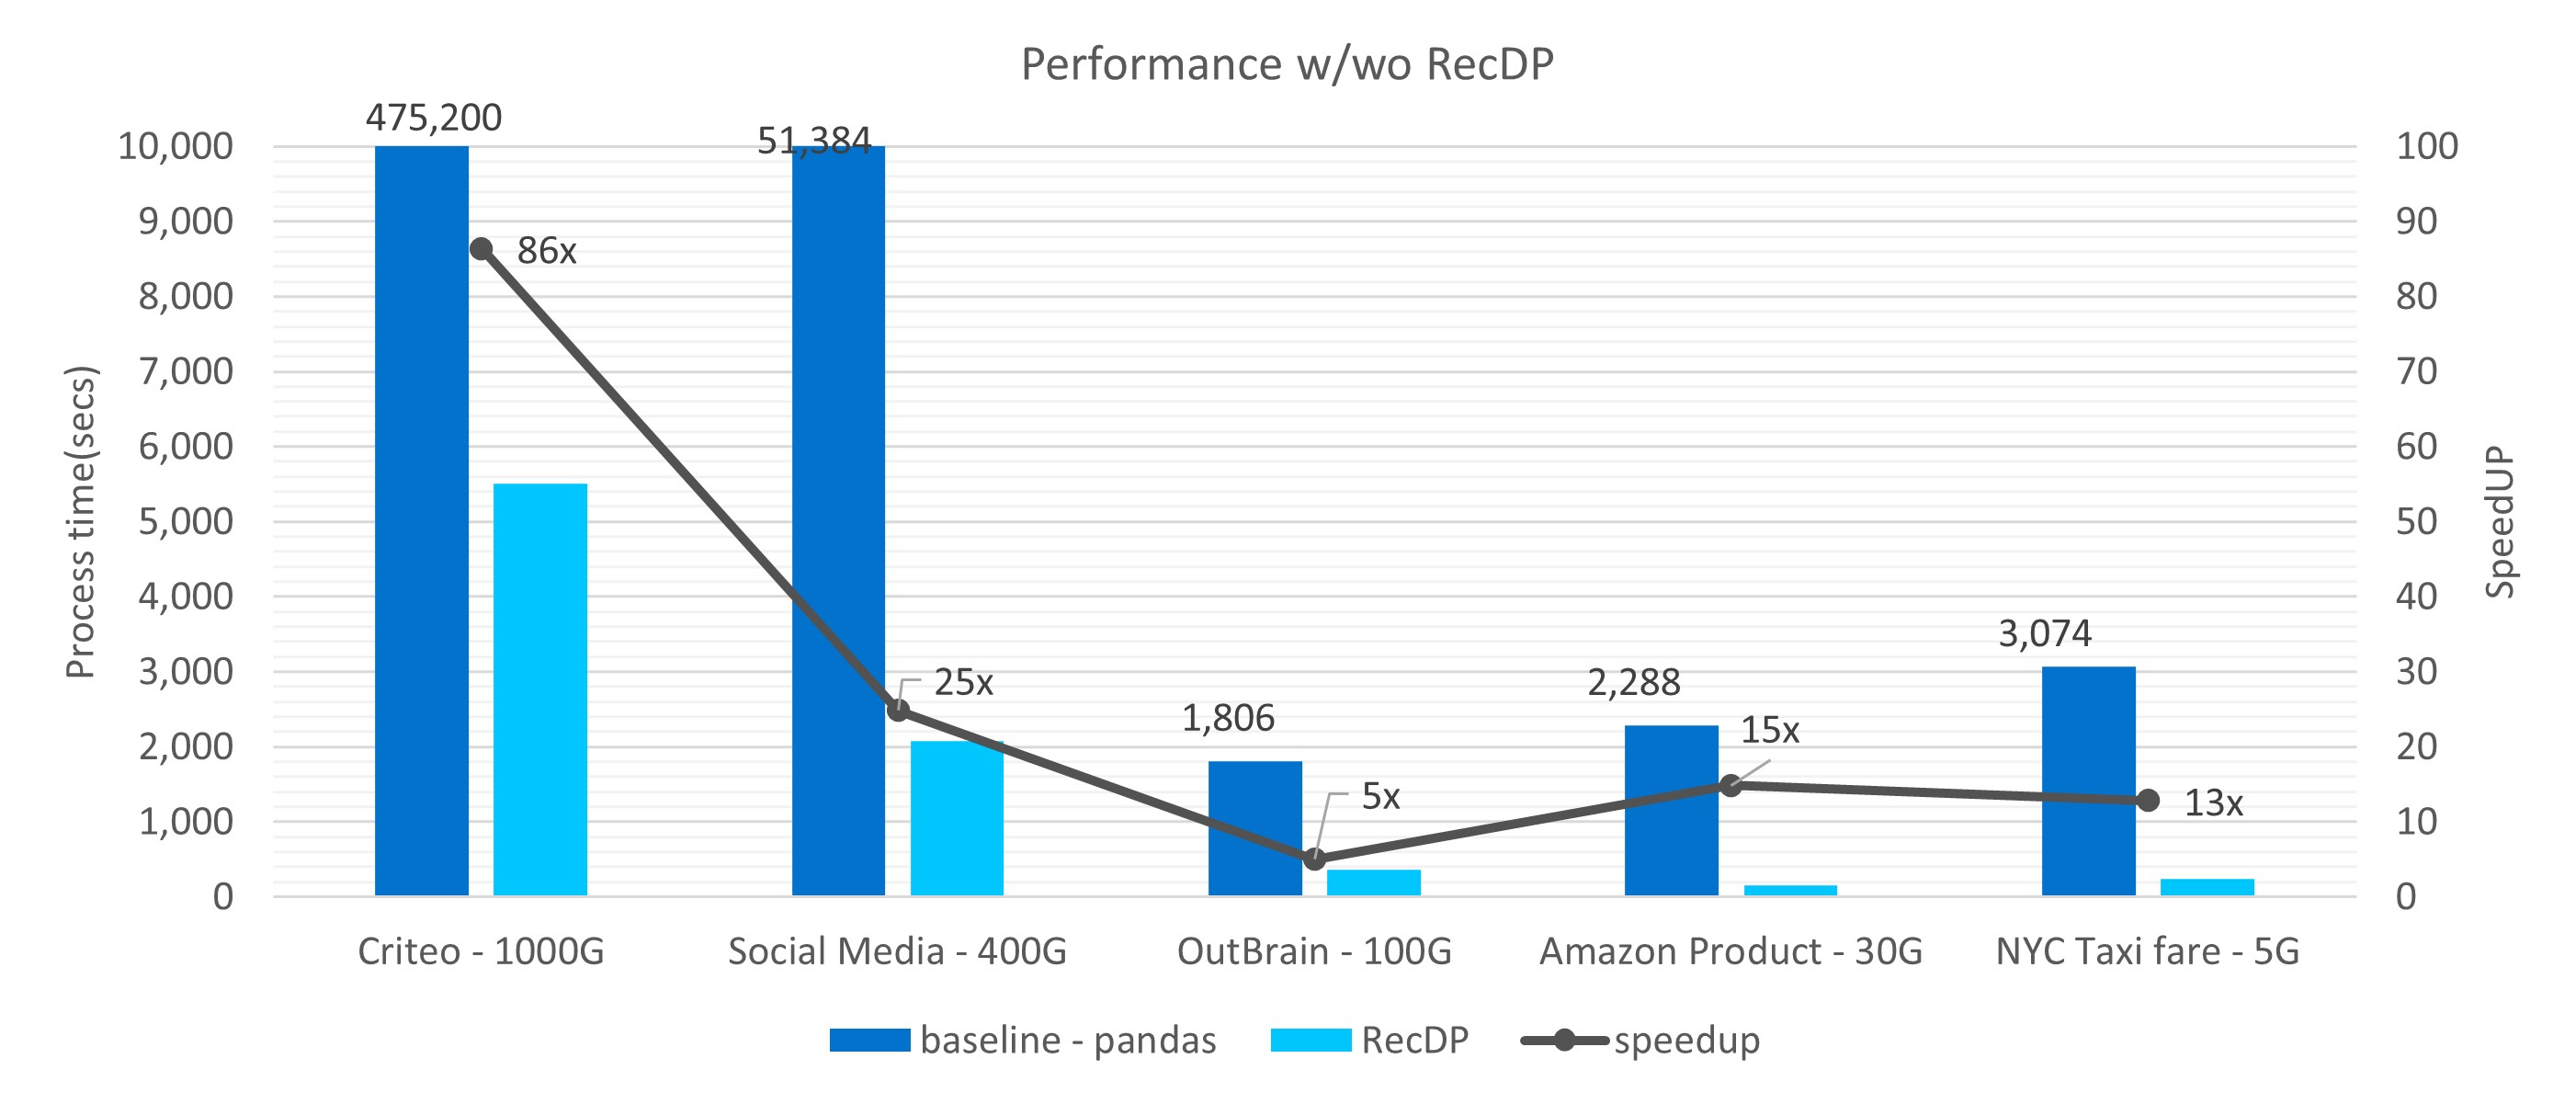 Performance w/wo RecDP
475,200
51,384
10,000
9,000
8,000
7,000
6,000
5,000
4,000
3,000
2,000
1,000
0
Process time(secs)
86x
25x
5x
15x
13x
1,806
2,288
3,074
100
90
80
70
60
50
40
30
20
10
0
SpeedUP
Criteo - 1000G
Social Media - 400G
OutBrain - 100G
Amazon Product - 30G
NYC Taxi fare - 5G
baseline - pandas
RecDP
speedup